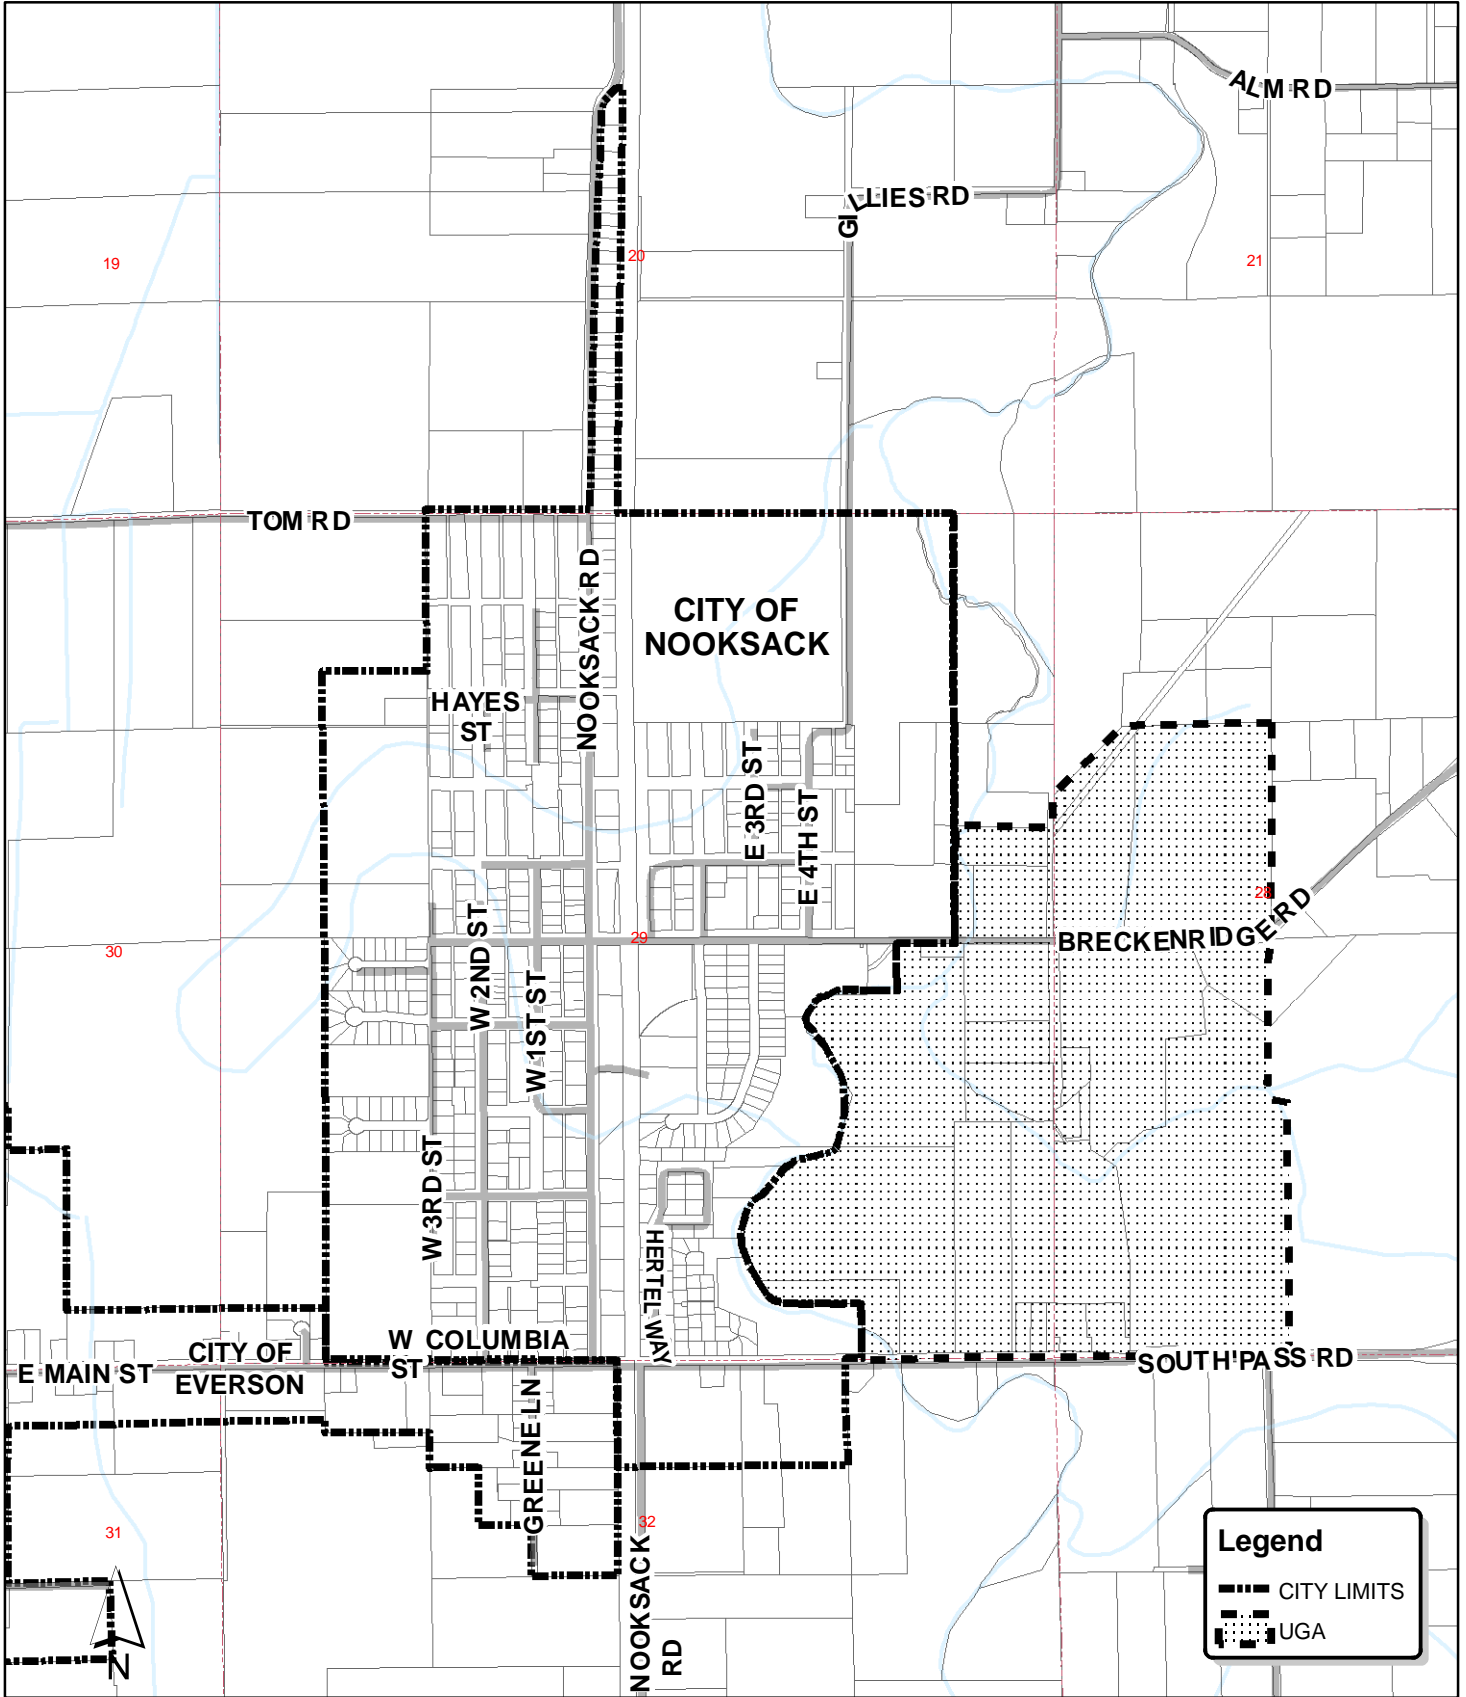 ALM RD
GILLIES RD
19
20
21
TOM RD
NOOKSACK RD
CITY OF
NOOKSACK
HAYES
ST
E 3RD ST
E 4TH ST
28
W 2ND ST
29
BRECKENRIDGE RD
30
W 1ST ST
W 3RD ST
HERTEL WAY
W COLUMBIA
ST
CITY OF
EVERSON
E MAIN ST
SOUTH PASS RD
GREENE LN
31
32
NOOKSACK
RD
N
Legend
CITY LIMITS
UGA